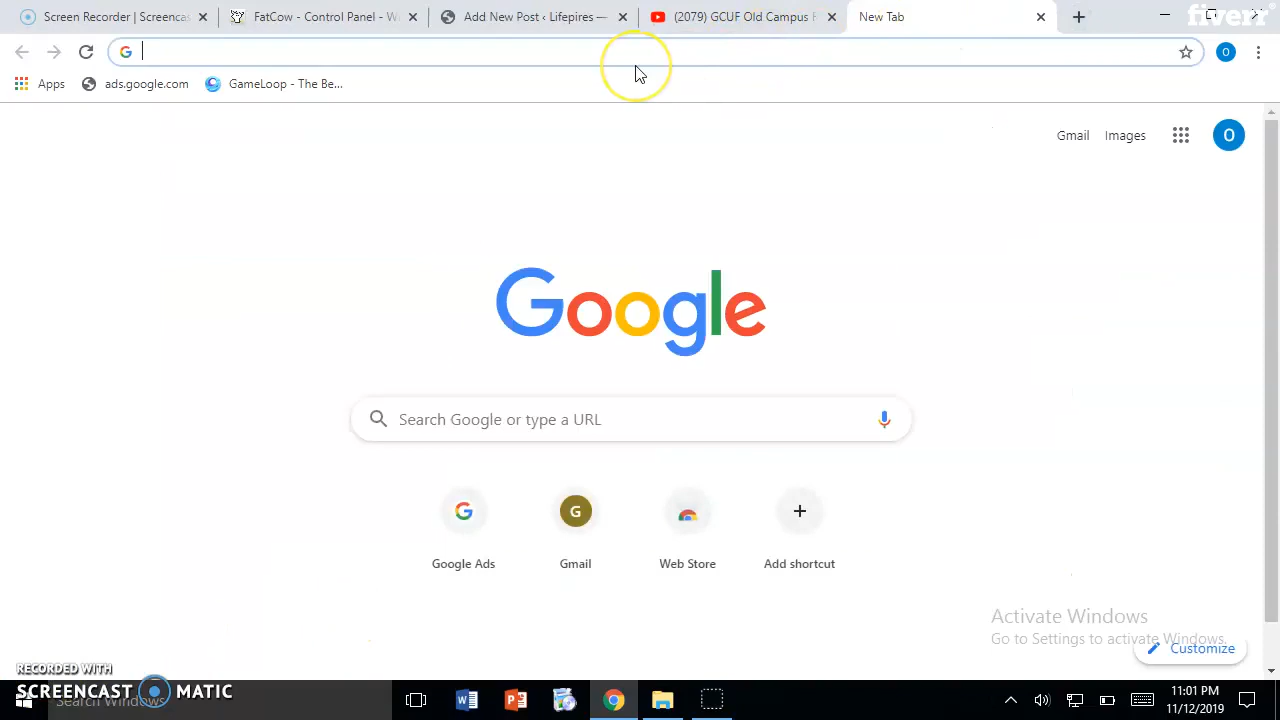 Screen Recorder | Screencas
FatCow - Control Panel - W
Add New Post ‹ Lifepires —
(2079) GCUF Old Campus
New Tab
fiverr
Apps
ads.google.com
GameLoop - The Be...
O
Gmail
Images
O
Google
Search Google or type a URL
G
Google Ads
Gmail
Web Store
Add shortcut
Activate Windows
Go to Settings to activate Windows.
Customize
RECORDED WITH
SCREENCAST MATIC
Search Windows
11:01 PM
11/12/2019